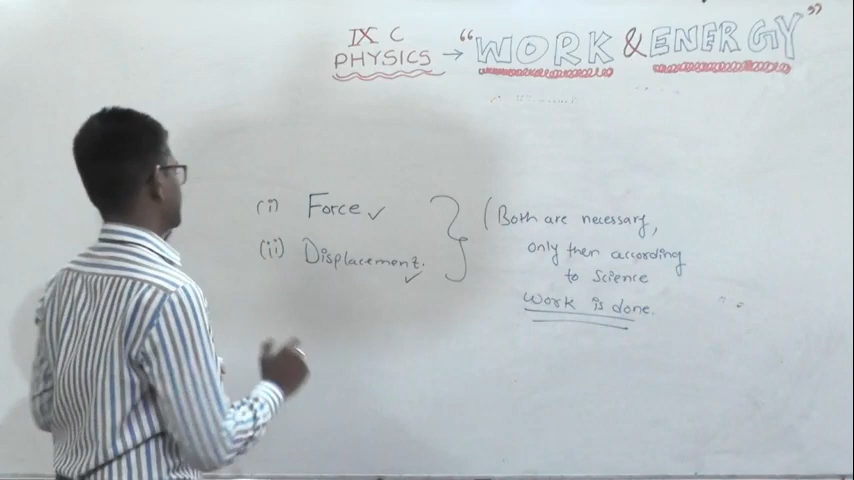 IX C
PHYSICS → "WORK & ENERGY"
(i) Force ✓
(ii) Displacement. ✓
(Both are necessary,
only then according
to Science
Work is done.